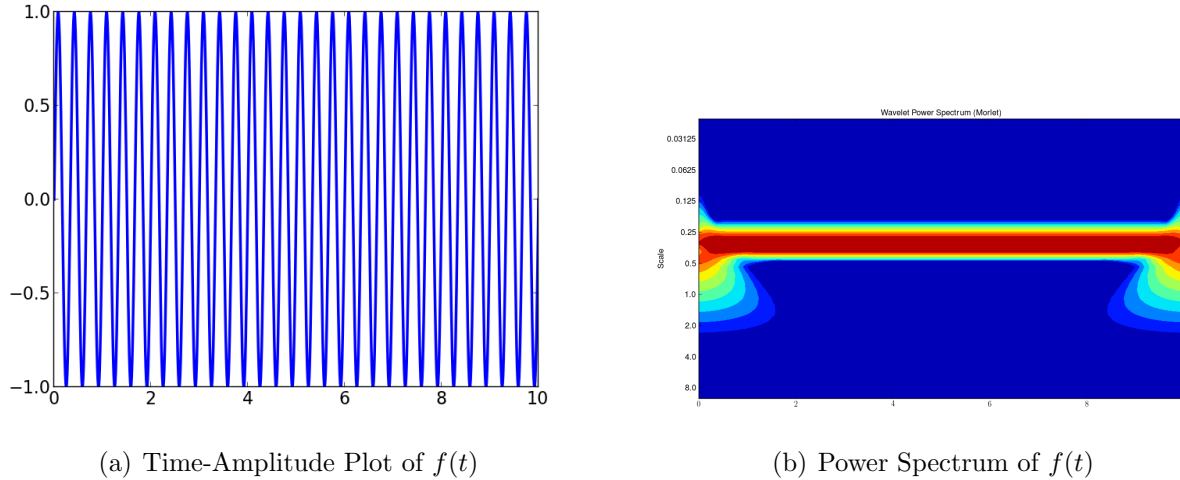 1.0
0.5
0.0
−0.5
−1.0
0 2 4 6 8 10
(a) Time-Amplitude Plot of f(t)
Wavelet Power Spectrum (Morlet)
Scale
0.03125
0.0625
0.125
0.25
0.5
1.0
2.0
4.0
8.0
0 2 4 6 8
(b) Power Spectrum of f(t)